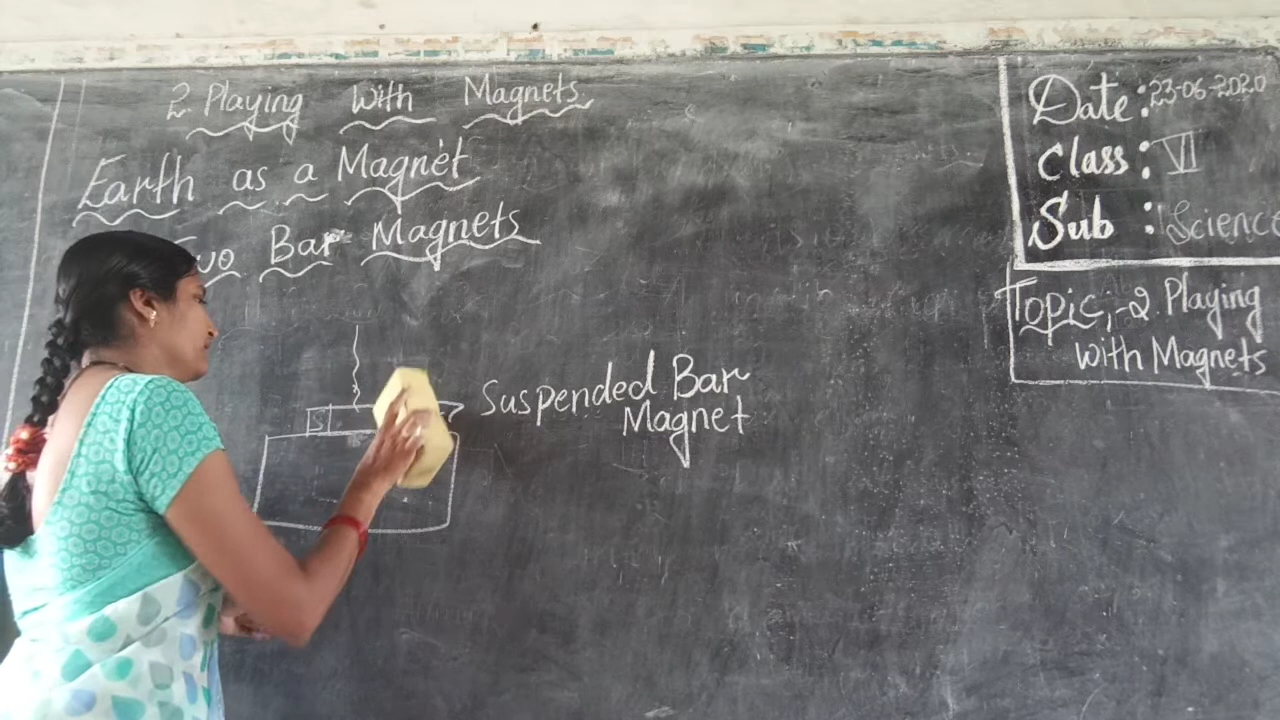 2 Playing With Magnets
Earth as a Magnet
Two Bar Magnets
S
Suspended Bar
Magnet
Date: 23-06-2020
Class: VI
Sub : Science
Topic;-2 Playing
with Magnets